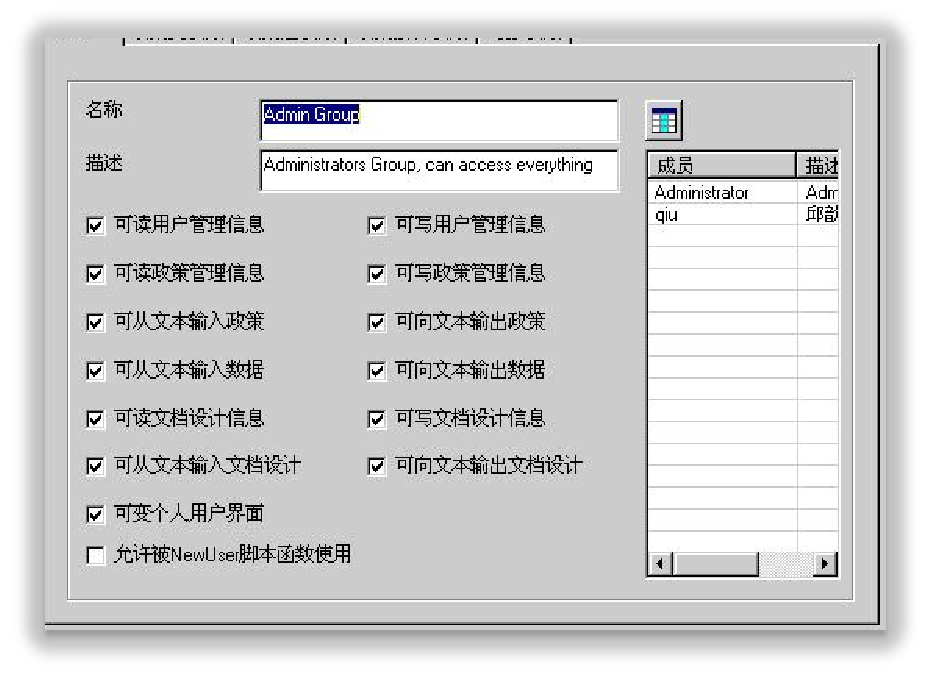 名称 Admin Group
描述 Administrators Group, can access everything
成员 描述
Administrator Adm
qiu 邱
可读用户管理信息 可写用户管理信息
可读政策管理信息 可写政策管理信息
可从文本输入政策 可向文本输出政策
可从文本输入数据 可向文本输出数据
可读文档设计信息 可写文档设计信息
可从文本输入文档设计 可向文本输出文档设计
可变个人用户界面
允许被NewUser脚本函数使用